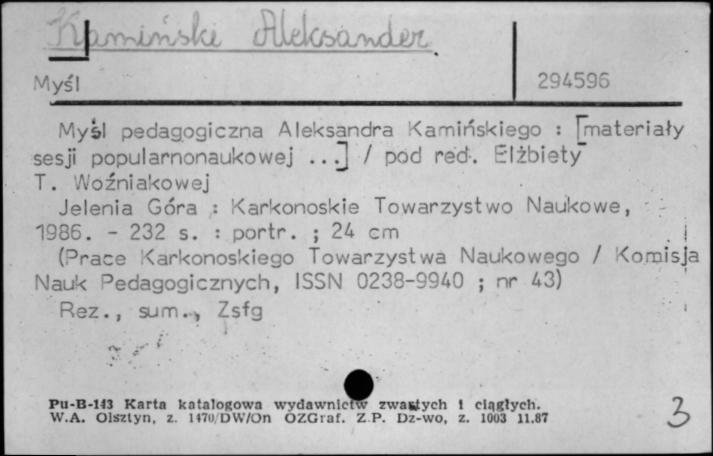 Kamiński Aleksander.
Myśl 294596
Myśl pedagogiczna Aleksandra Kamińskiego : [materiały
sesji popularnonaukowej ...] / pod red. Elżbiety
T. Woźniakowej
Jelenia Góra : Karkonoskie Towarzystwo Naukowe,
1986. - 232 s. : portr. ; 24 cm
(Prace Karkonoskiego Towarzystwa Naukowego / Komisja
Nauk Pedagogicznych, ISSN 0238-9940 ; nr 43)
Rez., sum., Zsfg
Pu-B-143 Karta katalogowa wydawnictw zwartych i ciągłych.
W.A. Olsztyn, z. 1470/DW/On OZGraf. Z.P. Dz-wo, z. 1003 11.87
3